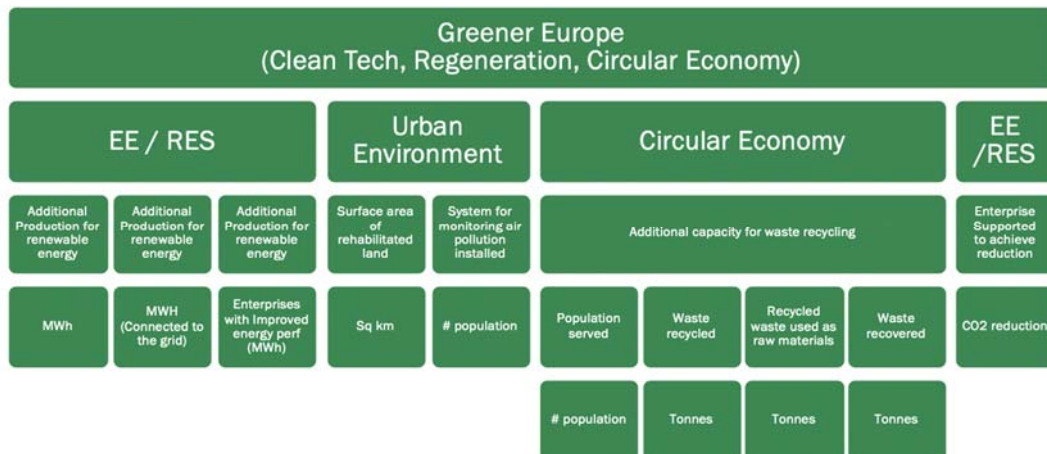 Greener Europe
(Clean Tech, Regeneration, Circular Economy)
EE / RES
Urban
Environment
Circular Economy
EE
/RES
Additional
Production for
renewable
energy
Additional
Production for
renewable
energy
Additional
Production for
renewable
energy
Surface area
of
rehabilitated
land
System for
monitoring air
pollution
installed
Additional capacity for waste recycling
Enterprise
Supported
to achieve
reduction
MWh
MWH
(Connected to
the grid)
Enterprises
with Improved
energy perf
(MWh)
Sq km
# population
Population
served
Waste
recycled
Recycled
waste used as
raw materials
Waste
recovered
CO2 reduction
# population
Tonnes
Tonnes
Tonnes